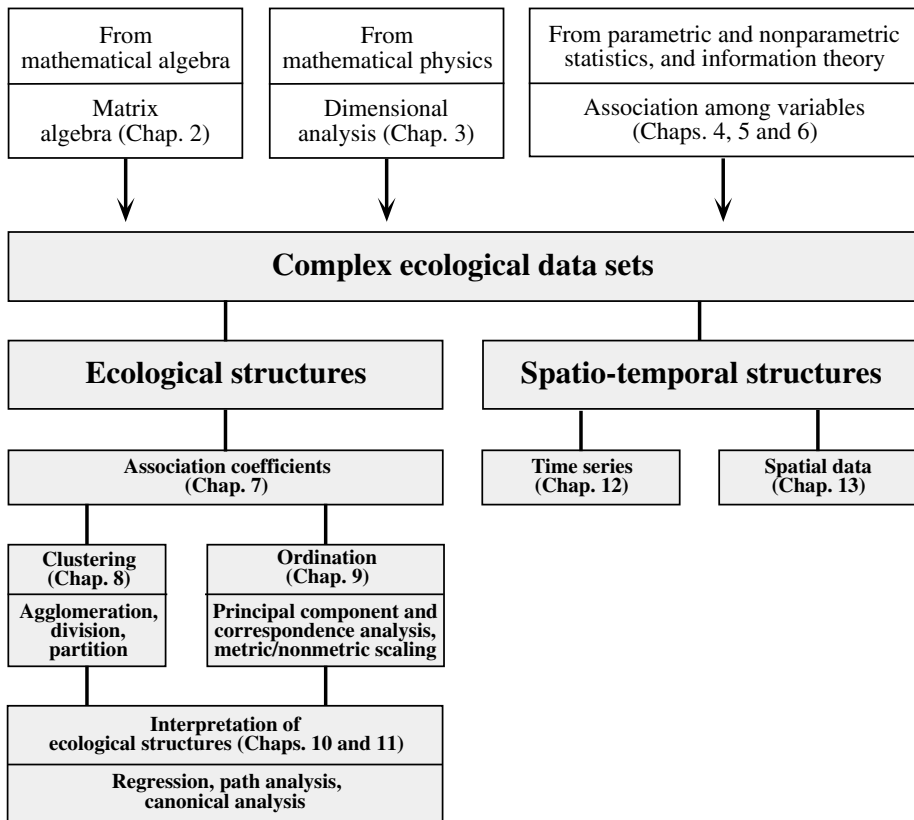 From
mathematical algebra
Matrix
algebra (Chap. 2)
From
mathematical physics
Dimensional
analysis (Chap. 3)
From parametric and nonparametric
statistics, and information theory
Association among variables
(Chaps. 4, 5 and 6)
Complex ecological data sets
Ecological structures
Spatio-temporal structures
Association coefficients
(Chap. 7)
Time series
(Chap. 12)
Spatial data
(Chap. 13)
Clustering
(Chap. 8)
Agglomeration,
division,
partition
Ordination
(Chap. 9)
Principal component and
correspondence analysis,
metric/nonmetric scaling
Interpretation of
ecological structures (Chaps. 10 and 11)
Regression, path analysis,
canonical analysis